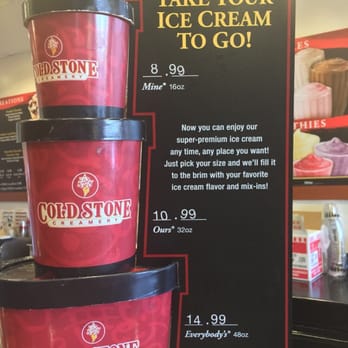 TAKE YOUR
ICE CREAM
TO GO!
8.99
Mine® 16oz
Now you can enjoy our
super-premium ice cream
any time, any place you want!
Just pick your size and we'll fill it
to the brim with your favorite
ice cream flavor and mix-ins!
10.99
Ours® 32oz
14.99
Everybody's® 48oz
COLD STONE
CREAMERY
COLD STONE
CREAMERY
COLD STONE